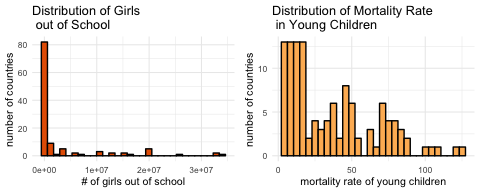 Distribution of Girls
out of School
number of countries
80
60
40
20
0
0e+00 1e+07 2e+07 3e+07
# of girls out of school
Distribution of Mortality Rate
in Young Children
number of countries
10
5
0
0 50 100
mortality rate of young children